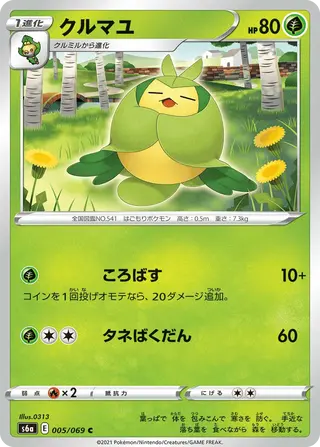 1進化
クルマユ
HP80
クルミルから進化
全国図鑑NO.541 はごもりポケモン 高さ:0.5m 重さ:7.3kg
ころばす 10+
コインを1回投げオモテなら、20ダメージ追加。
タネばくだん 60
弱点 ×2 抵抗力 にげる
Illus.0313
s6a E 005/069 C
葉っぱで 体を 包みこんで 寒さを 防ぐ。 周りの
落ち葉を 食べながら 森を 移動する。
©2021 Pokémon/Nintendo/Creatures/GAME FREAK.